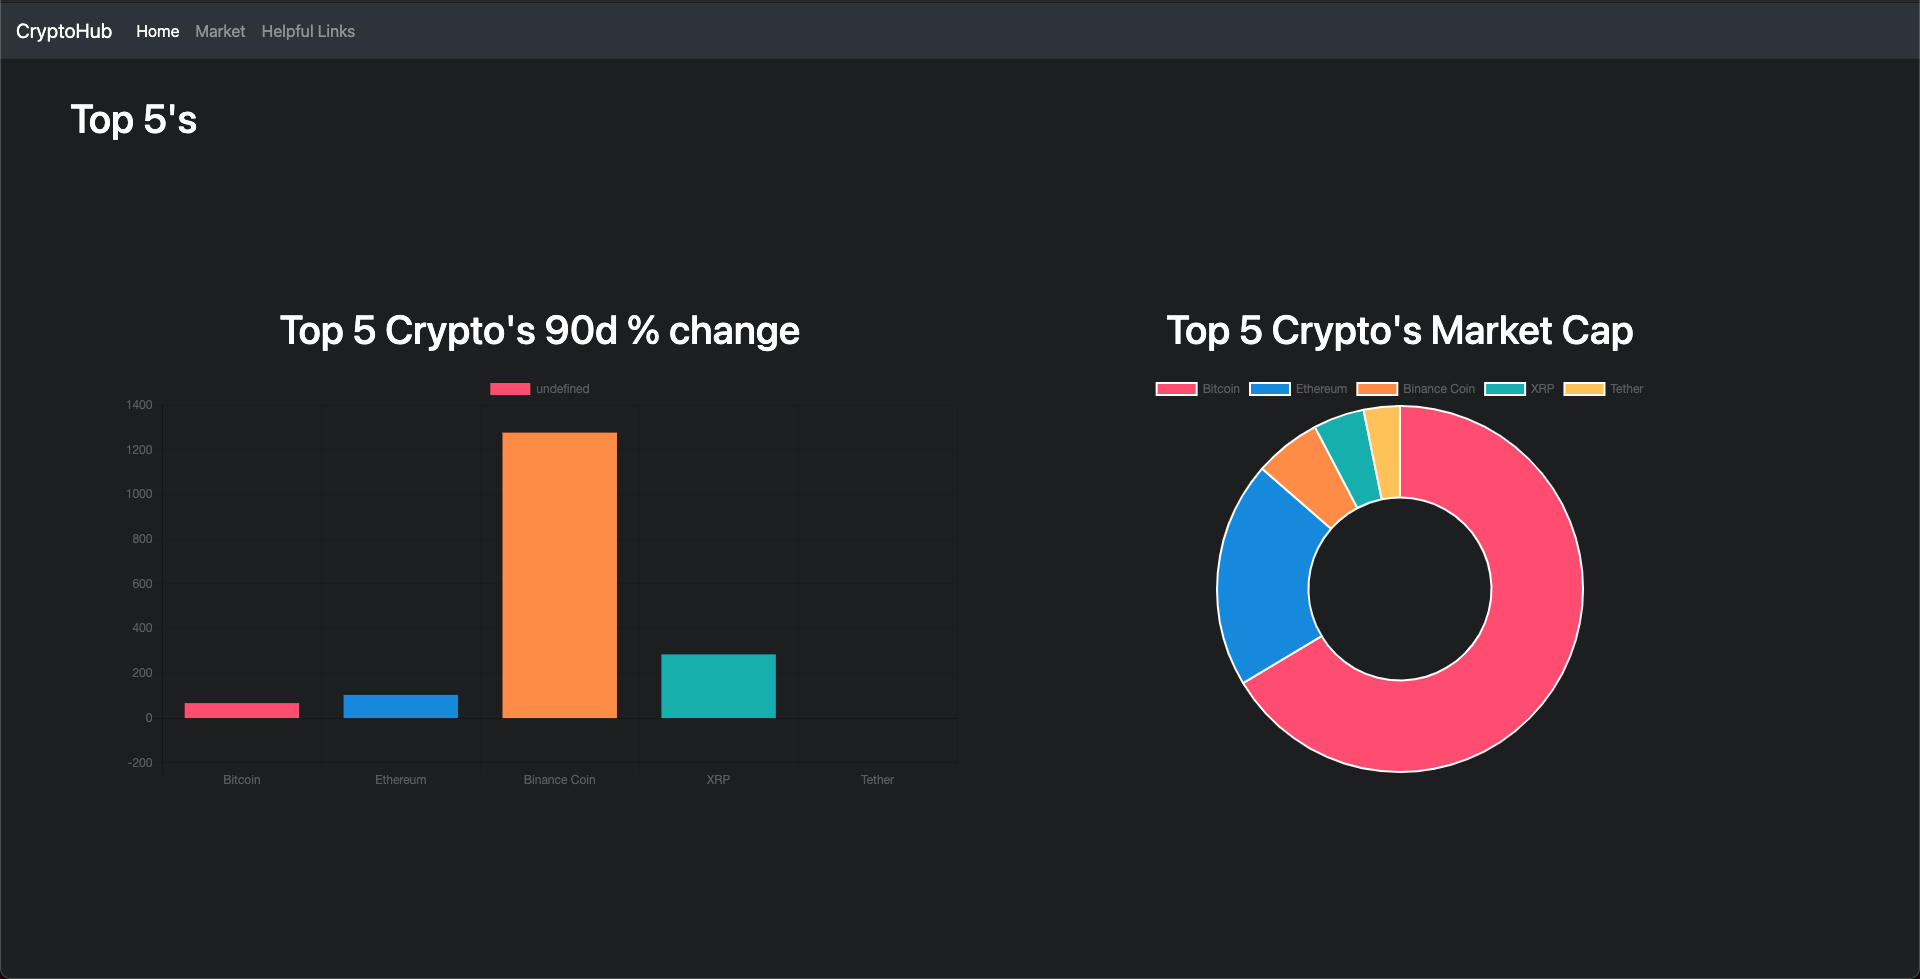 CryptoHub Home Market Helpful Links
Top 5's
Top 5 Crypto's 90d % change
undefined
1400
1200
1000
800
600
400
200
0
-200
Bitcoin Ethereum Binance Coin XRP Tether
Top 5 Crypto's Market Cap
Bitcoin Ethereum Binance Coin XRP Tether